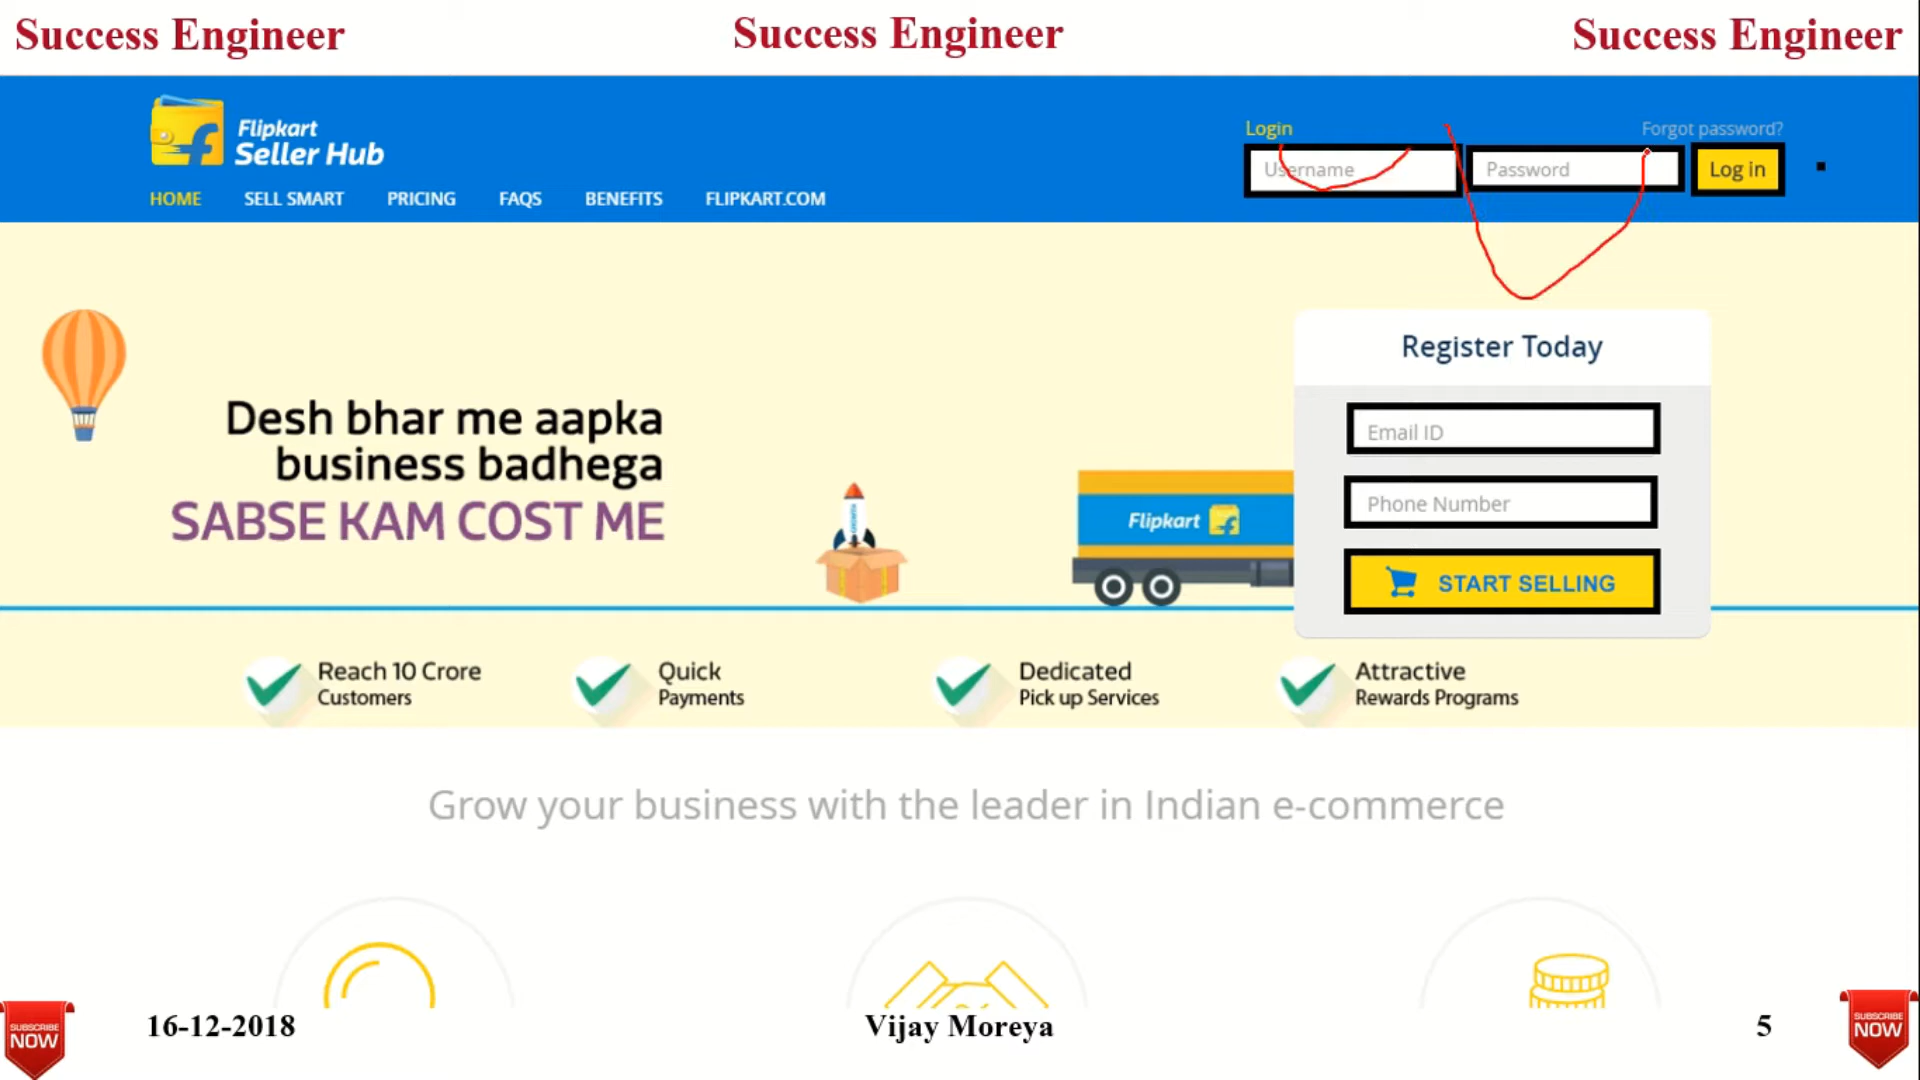 Success Engineer
Success Engineer
Success Engineer
Flipkart
Seller Hub
Login
Forgot password?
Username
Password
Log in
HOME
SELL SMART
PRICING
FAQS
BENEFITS
FLIPKART.COM
Register Today
Email ID
Phone Number
START SELLING
Desh bhar me aapka
business badhega
SABSE KAM COST ME
Flipkart
Reach 10 Crore
Customers
Quick
Payments
Dedicated
Pick up Services
Attractive
Rewards Programs
Grow your business with the leader in Indian e-commerce
SUBSCRIBE
NOW
16-12-2018
Vijay Moreya
5
SUBSCRIBE
NOW